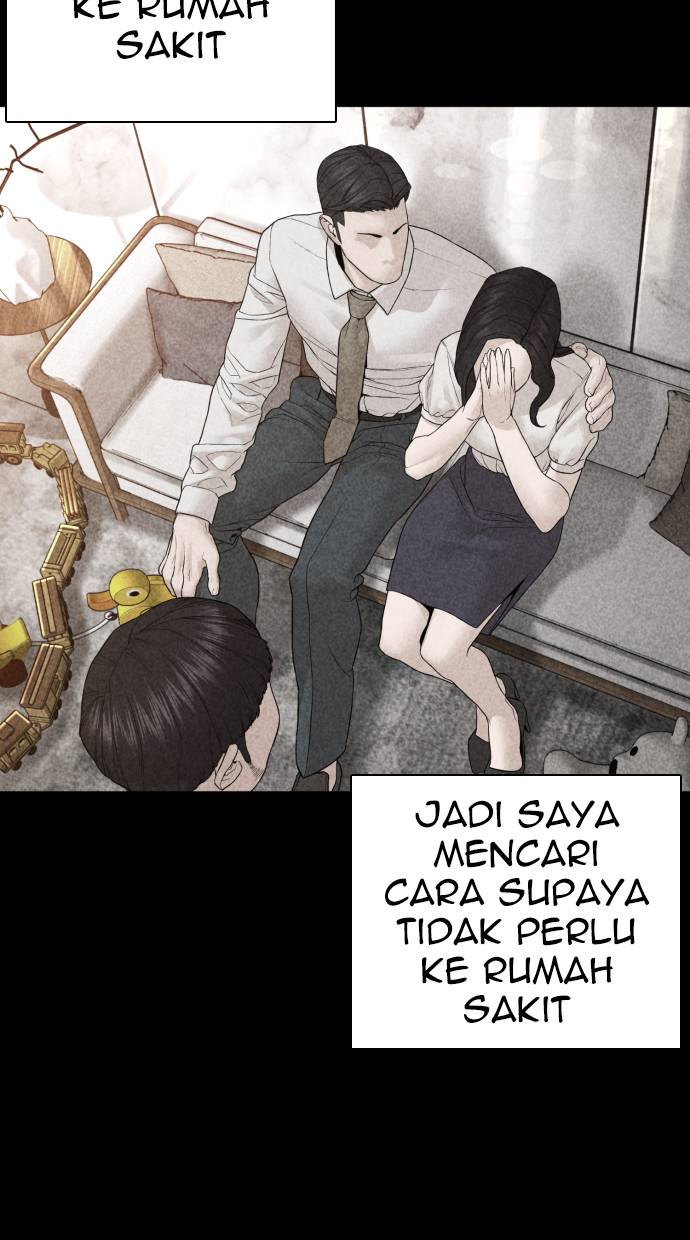 KE RUMAH
SAKIT
JADI SAYA
MENCARI
CARA SUPAYA
TIDAK PERLU
KE RUMAH
SAKIT